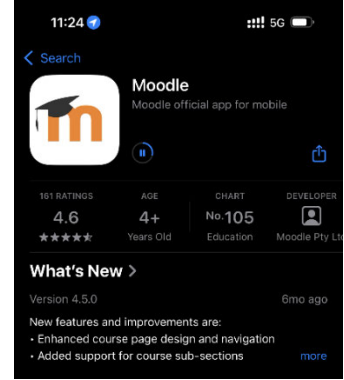 11:24
5G
Search
m
Moodle
Moodle official app for mobile
161 RATINGS
4.6
AGE
4+
Years Old
CHART
No.105
Education
DEVELOPER
Moodle Pty Lt
What's New
Version 4.5.0
6mo ago
New features and improvements are:
• Enhanced course page design and navigation
• Added support for course sub-sections
more